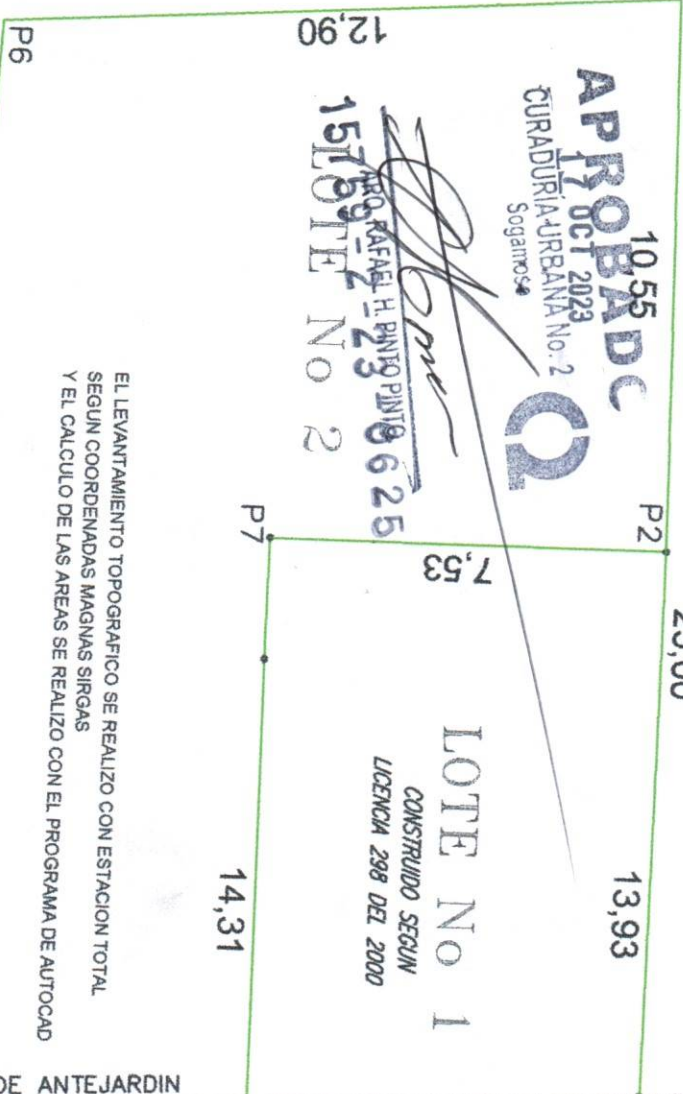 APROBADO
10,55
17 OCT 2023
CURADURÍA URBANA No. 2
Sogamoso
P2
13,93
12,90
7,53
ARQ. RAFAEL H. PINTO PINTO
15759-2-23-0625
LOTE No 2
LOTE No 1
CONSTRUIDO SEGUN
LICENCIA 298 DEL 2000
P6
P7
14,31
EL LEVANTAMIENTO TOPOGRAFICO SE REALIZO CON ESTACION TOTAL
SEGUN COORDENADAS MAGNAS SIRGAS
Y EL CALCULO DE LAS AREAS SE REALIZO CON EL PROGRAMA DE AUTOCAD
DE ANTEJARDIN